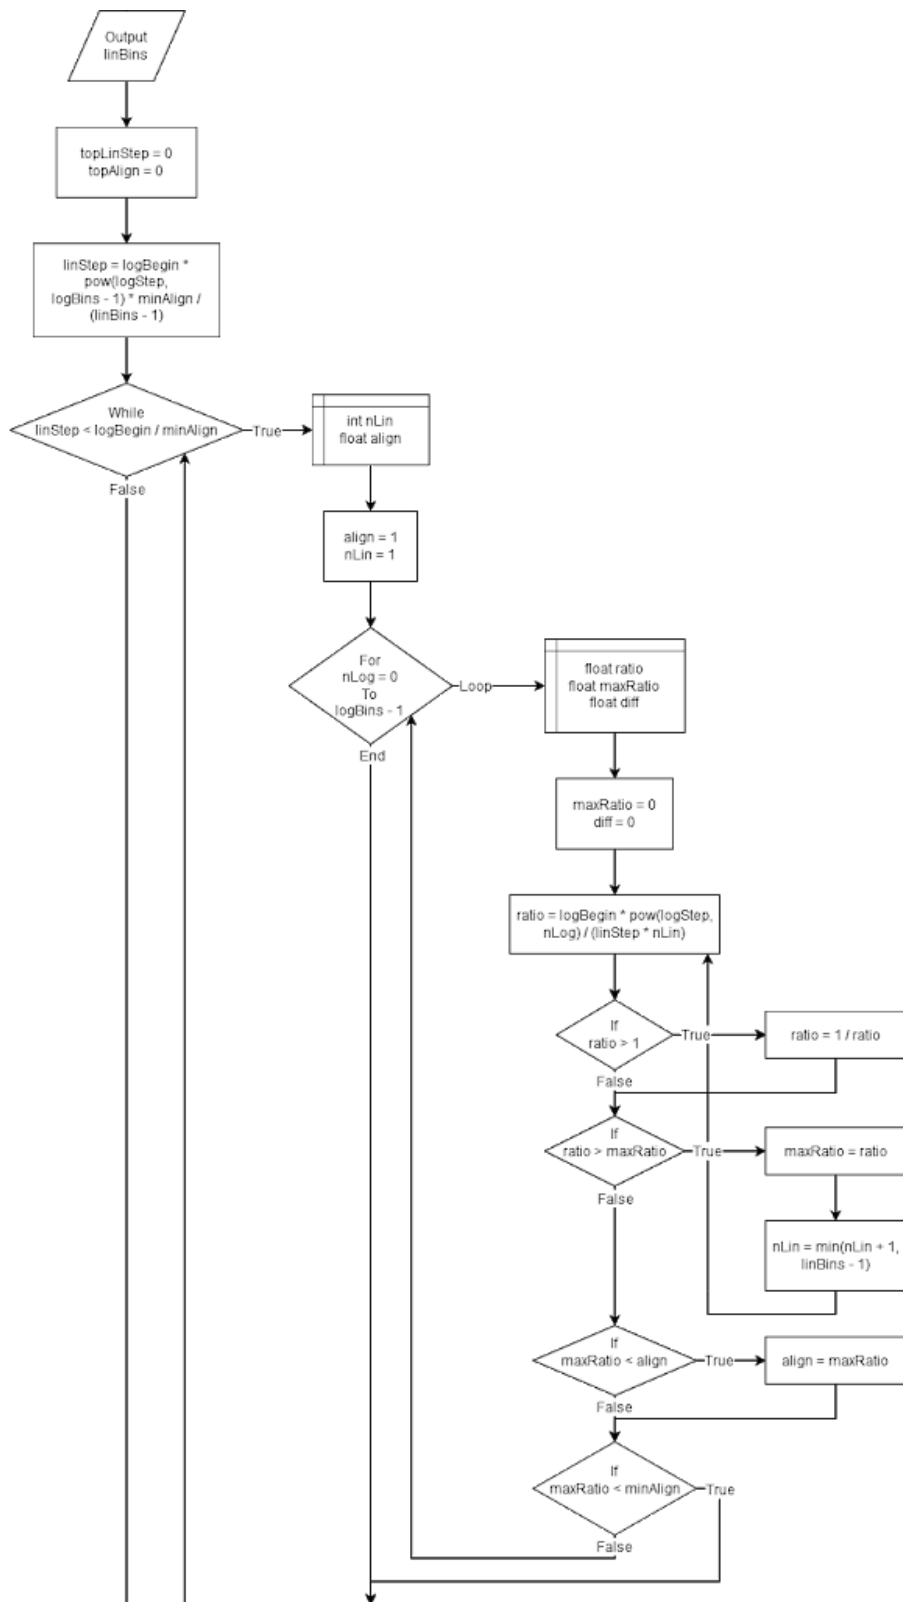 Output
linBins
topLinStep = 0
topAlign = 0
linStep = logBegin *
pow(logStep,
logBins - 1) * minAlign /
(linBins - 1)
While
linStep < logBegin / minAlign
True
False
int nLin
float align
align = 1
nLin = 1
For
nLog = 0
To
logBins - 1
Loop
End
float ratio
float maxRatio
float diff
maxRatio = 0
diff = 0
ratio = logBegin * pow(logStep,
nLog) / (linStep * nLin)
If
ratio > 1
True
False
ratio = 1 / ratio
If
ratio > maxRatio
True
False
maxRatio = ratio
nLin = min(nLin + 1,
linBins - 1)
If
maxRatio < align
True
False
align = maxRatio
If
maxRatio < minAlign
True
False